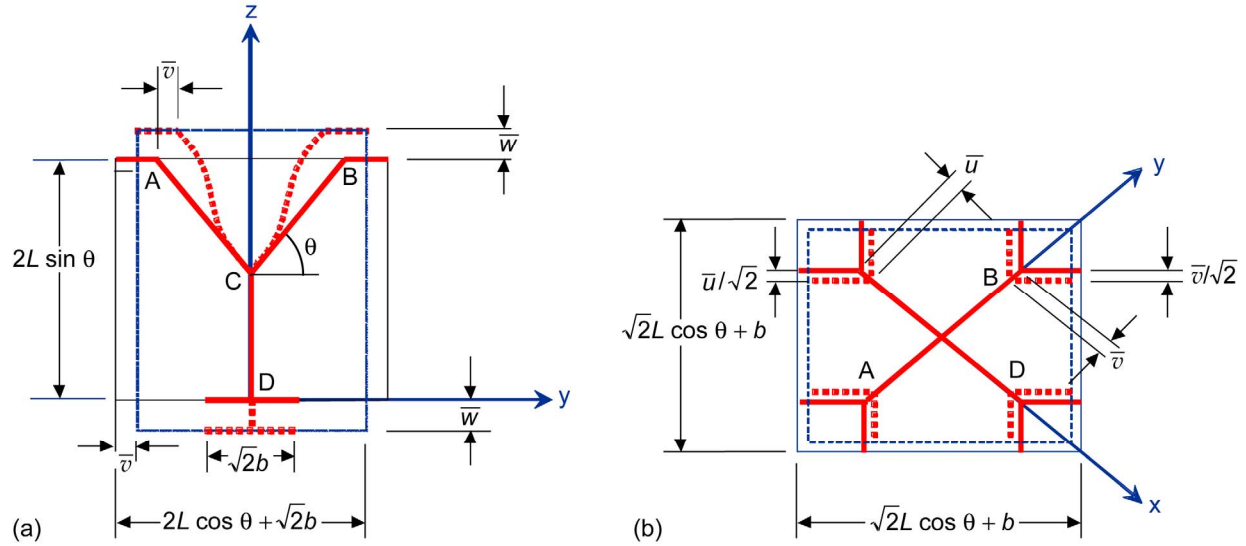 z
v̅
w̅
A
B
2L sin θ
θ
C
D
y
w̅
v̅
√2b
2L cos θ + √2b
(a)
u̅
y
u̅/√2
B
v̅/√2
√2L cos θ + b
v̅
A
D
x
√2L cos θ + b
(b)